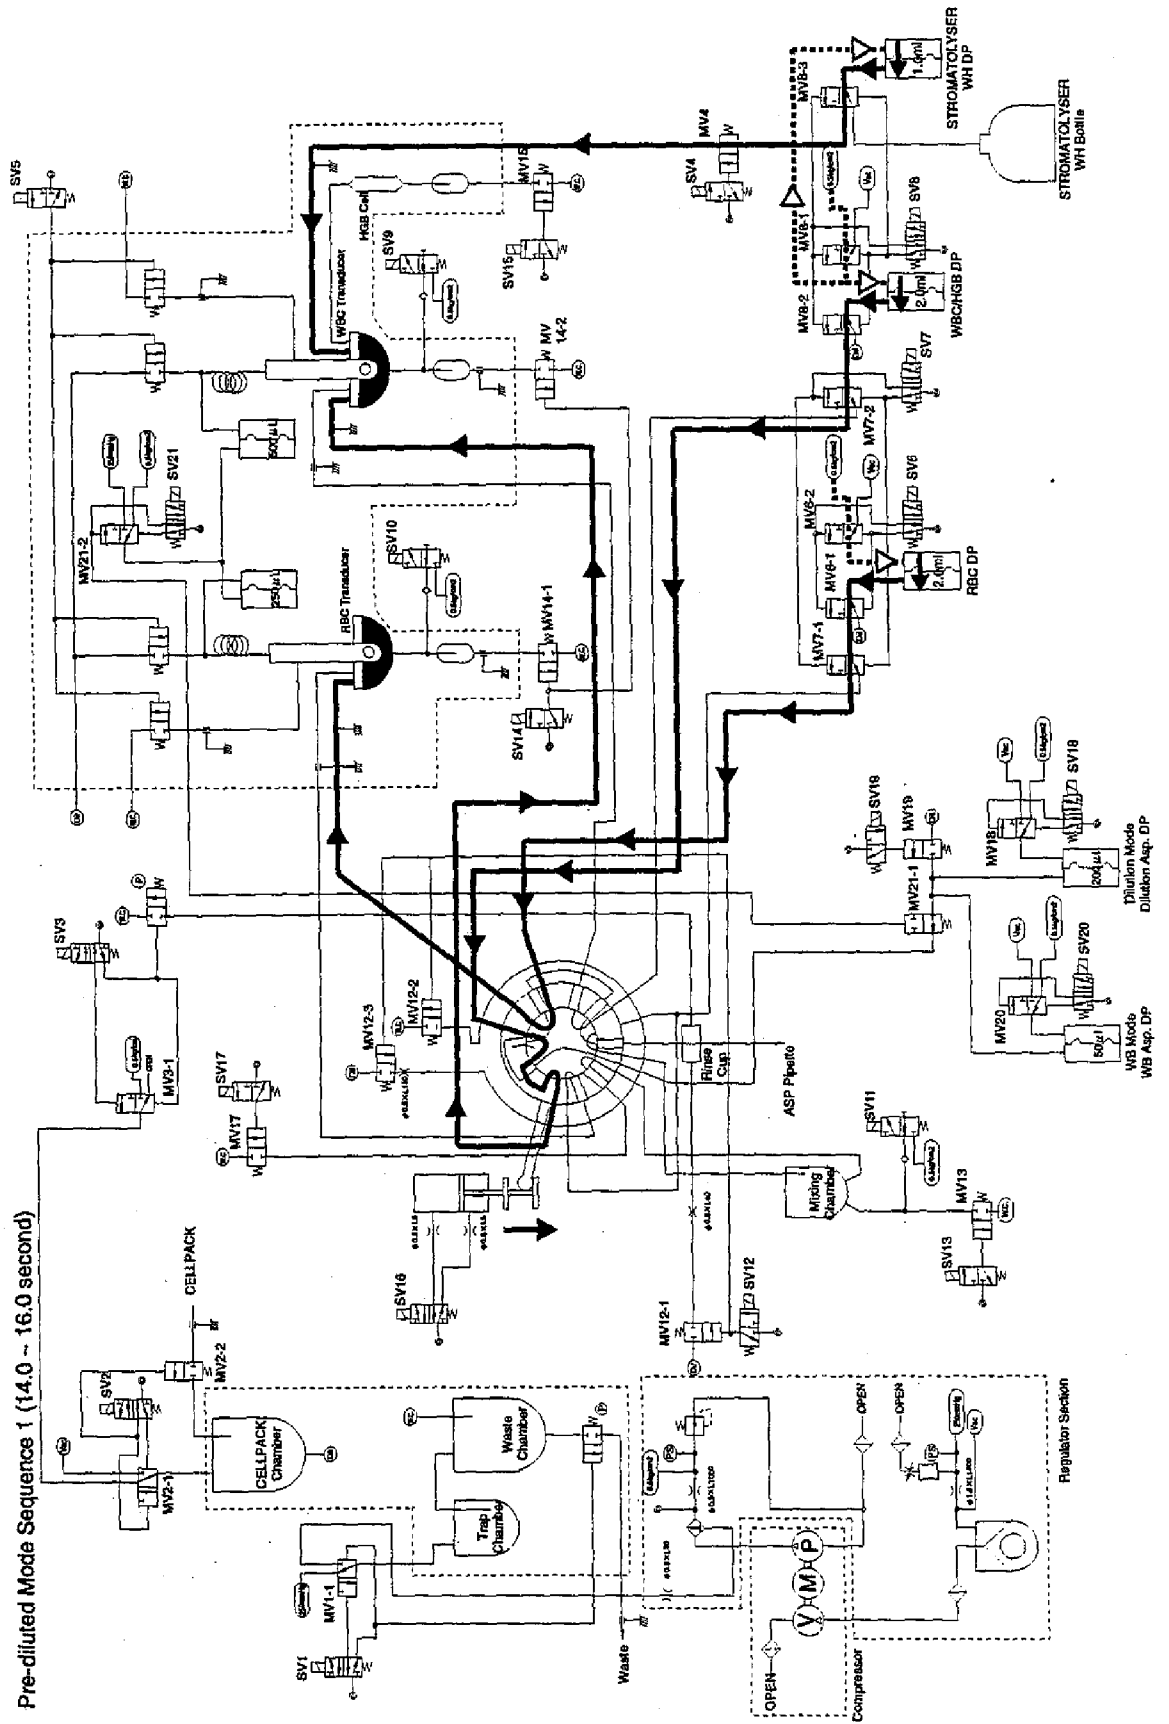 Pre-diluted Mode Sequence 1 (14.0 ~ 16.0 second)
SV5
SV3
MV3-1
SV17
MV17
CELLPACK
MV2-2
SV2
MV2-1
CELLPACK
Chamber
Waste
Chamber
Trap
Chamber
MV1-1
SV1
Waste
SV16
MV12-3
MV12-2
MV21-2
SV21
500µL
250µL
RBC Transducer
SV10
SV14
MV14-1
WBC Transducer
HGB Cell
SV9
MV
14-2
SV15
MV15
SV4
MV4
MV8-3
1.0ml
STROMATOLYSER
WH DP
STROMATOLYSER
WH Bottle
MV8-1
SV8
MV8-2
2.0ml
WBC/HGB DP
SV7
MV7-2
MV6-2
SV6
MV6-1
2.0ml
RBC DP
MV7-1
SV19
MV19
MV21-1
MV18
SV18
200µl
Dilution Mode
Dilution Asp. DP
MV20
SV20
50µl
WB Mode
WB Asp. DP
Rinse
Cup
ASP Pipette
SV11
Mixing
Chamber
MV13
SV13
MV12-1
SV12
OPEN
OPEN
Regulator Section
P
M
V
OPEN
Compressor